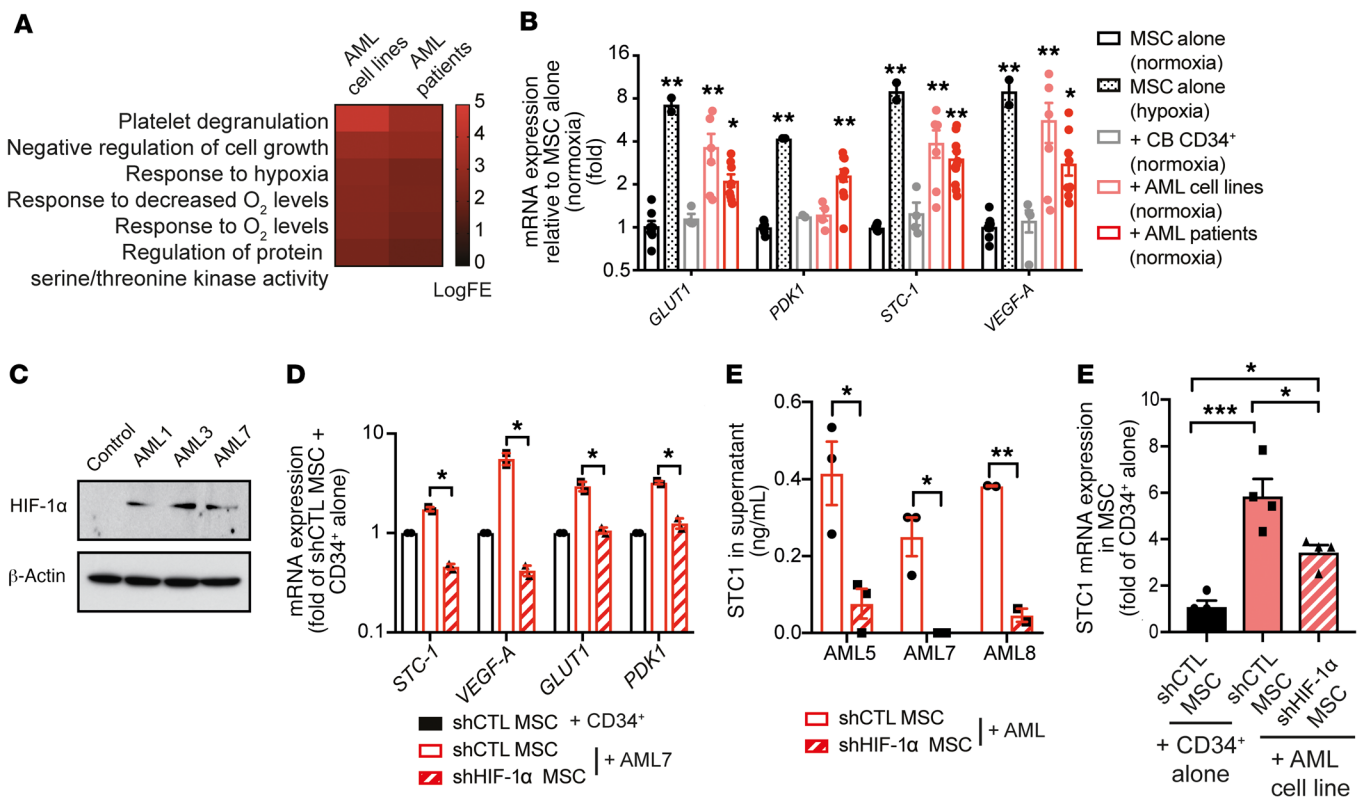 A
AML
cell lines
AML
patients
Platelet degranulation
Negative regulation of cell growth
Response to hypoxia
Response to decreased O₂ levels
Response to O₂ levels
Regulation of protein
serine/threonine kinase activity
5
4
3
2
1
0
LogFE
B
mRNA expression
relative to MSC alone
(normoxia)
(fold)
16
8
4
2
1
0.5
** ** *
** **
** ** **
** ** *
GLUT1
PDK1
STC-1
VEGF-A
MSC alone
(normoxia)
MSC alone
(hypoxia)
+ CB CD34⁺
(normoxia)
+ AML cell lines
(normoxia)
+ AML patients
(normoxia)
C
Control
AML1
AML3
AML7
HIF-1α
β-Actin
D
mRNA expression
(fold of shCTL MSC +
CD34⁺ alone)
10
1
0.1
* * * *
STC-1
VEGF-A
GLUT1
PDK1
shCTL MSC + CD34⁺
shCTL MSC
shHIF-1α MSC
+ AML7
E
STC1 in supernatant
(ng/mL)
0.6
0.4
0.2
0.0
* * **
AML5 AML7 AML8
shCTL MSC
shHIF-1α MSC
+ AML
E
STC1 mRNA expression
in MSC
(fold of CD34⁺ alone)
10
8
6
4
2
0
*
*** *
shCTL
MSC
shCTL
MSC
shHIF-1α
MSC
+ CD34⁺
alone
+ AML
cell line